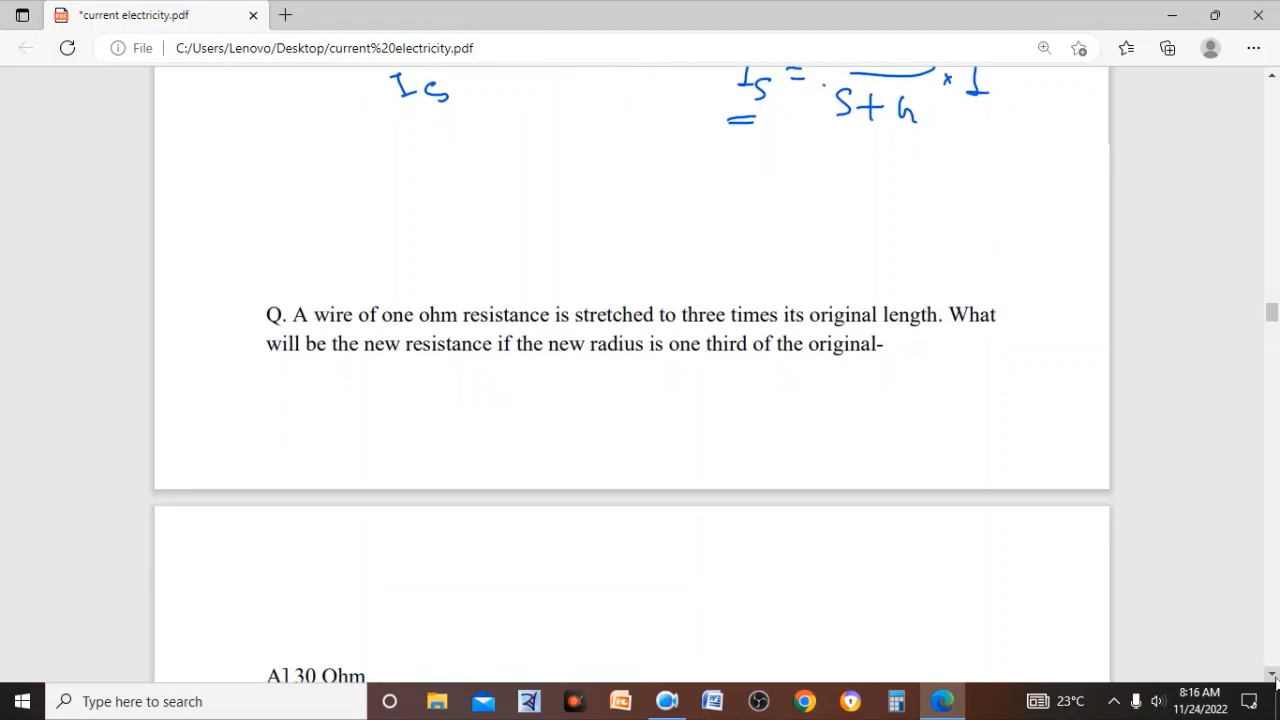 *current electricity.pdf
File
C:/Users/Lenovo/Desktop/current%20electricity.pdf
I s
Is = × I
S+G
Q. A wire of one ohm resistance is stretched to three times its original length. What
will be the new resistance if the new radius is one third of the original-
A] 30 Ohm
Type here to search
23°C
8:16 AM
11/24/2022